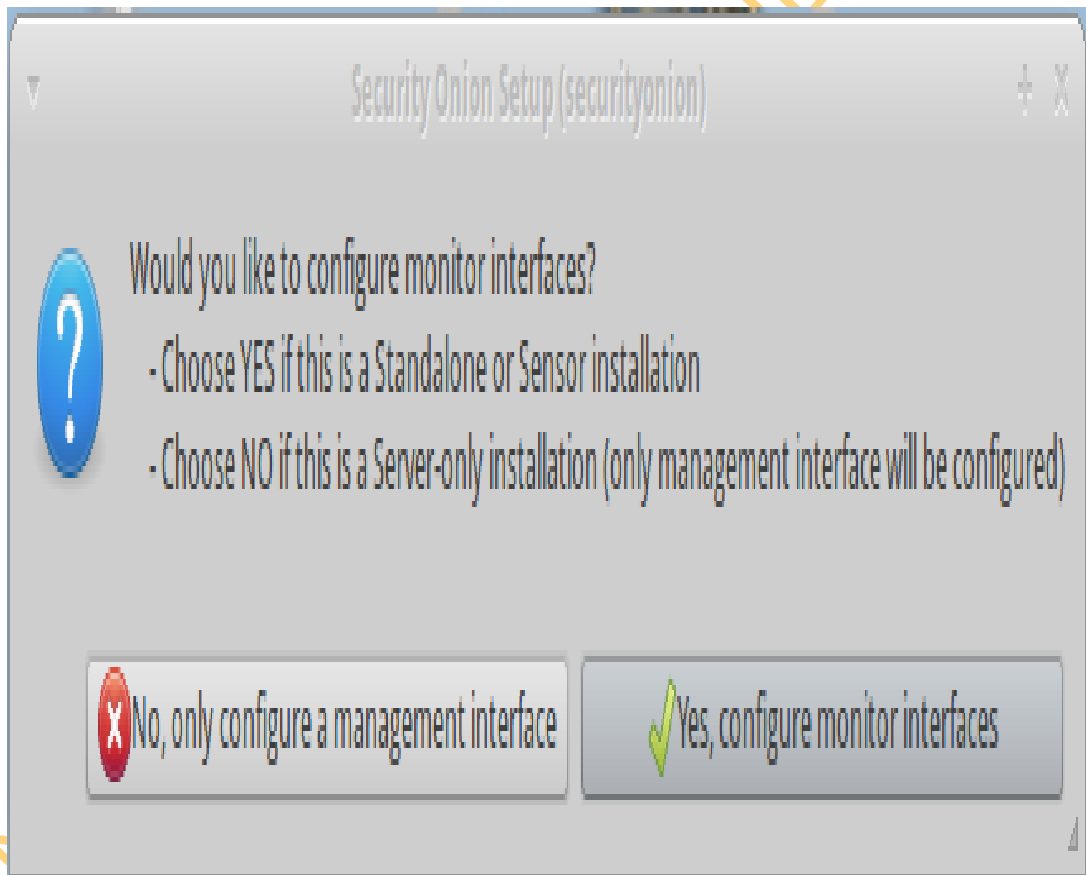 Security Onion Setup (securityonion)
Would you like to configure monitor interfaces?
- Choose YES if this is a Standalone or Sensor installation
- Choose NO if this is a Server-only installation (only management interface will be configured)
No, only configure a management interface
Yes, configure monitor interfaces